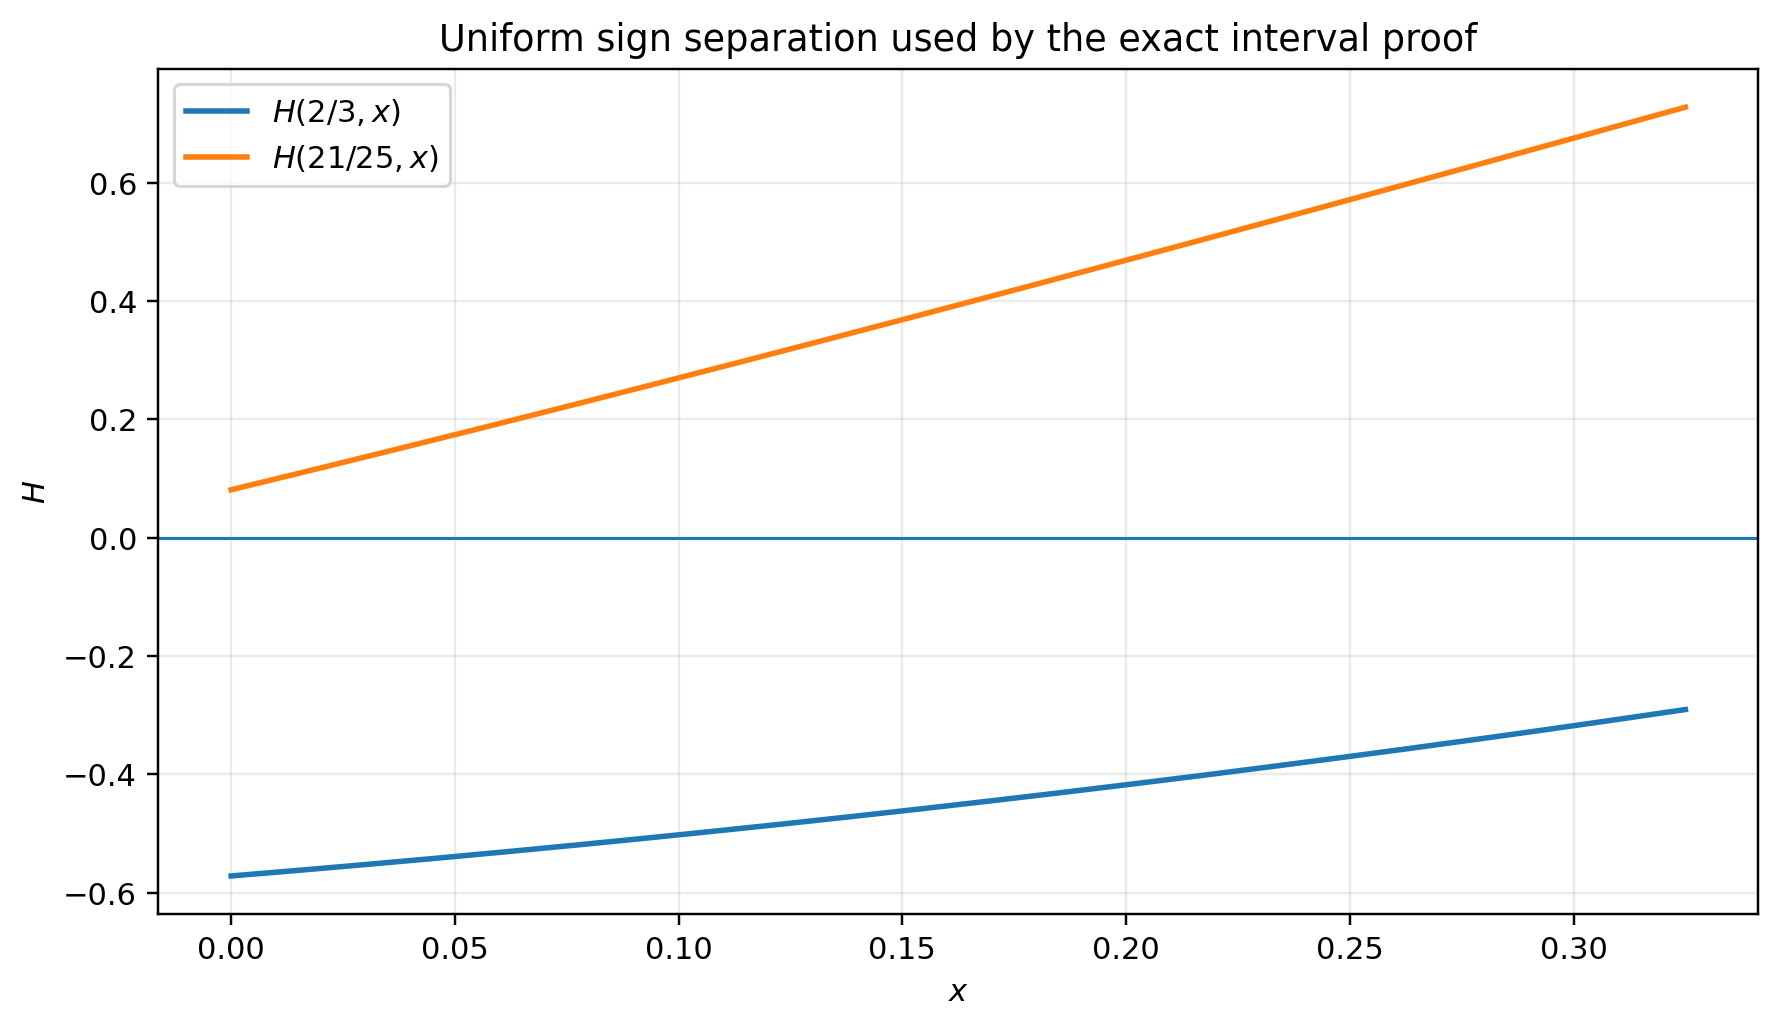 Uniform sign separation used by the exact interval proof
H(2/3, x)
H(21/25, x)
H
0.6
0.4
0.2
0.0
−0.2
−0.4
−0.6
0.00 0.05 0.10 0.15 0.20 0.25 0.30
x